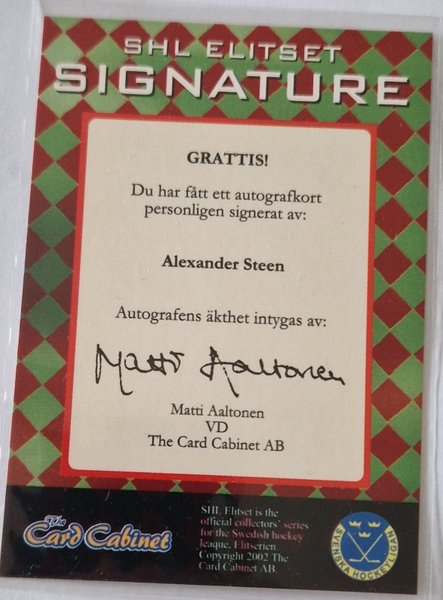 SHL ELITSET
SIGNATURE
GRATTIS!
Du har fått ett autografkort
personligen signerat av:
Alexander Steen
Autografens äkthet intygas av:
Matti Aaltonen
Matti Aaltonen
VD
The Card Cabinet AB
The
Card Cabinet
SHL Elitset is the
official collectors' series
for the Swedish hockey
league, Elitserien.
Copyright 2002 The
Card Cabinet AB.
SVENSKA HOCKEYLIGAN